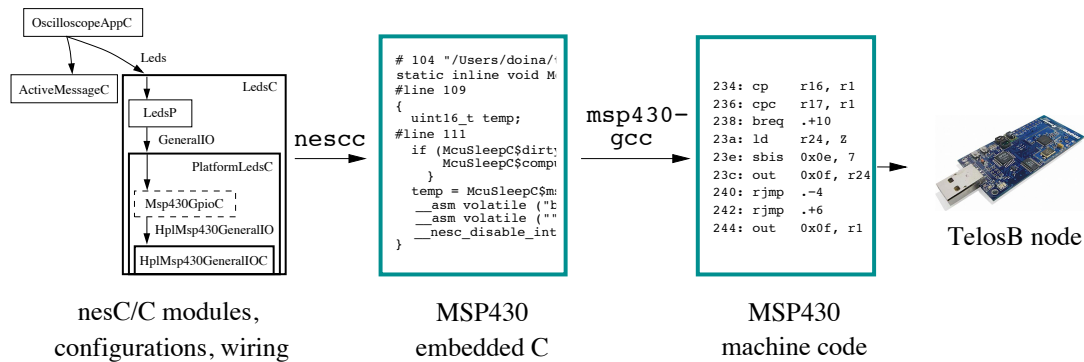 OscilloscopeAppC
Leds
ActiveMessageC
LedsC
LedsP
GeneralIO
PlatformLedsC
Msp430GpioC
HplMsp430GeneralIO
HplMsp430GeneralIOC
nesC/C modules,
configurations, wiring
nescc
# 104 "/Users/doina/t
static inline void Mc
#line 109
{
uint16_t temp;
#line 111
if (McuSleepC$dirty
McuSleepC$compu
}
temp = McuSleepC$ms
__asm volatile ("b
__asm volatile (""
__nesc_disable_int
}
MSP430
embedded C
msp430-
gcc
234: cp r16, r1
236: cpc r17, r1
238: breq .+10
23a: ld r24, Z
23e: sbis 0x0e, 7
23c: out 0x0f, r24
240: rjmp .-4
242: rjmp .+6
244: out 0x0f, r1
MSP430
machine code
TelosB node